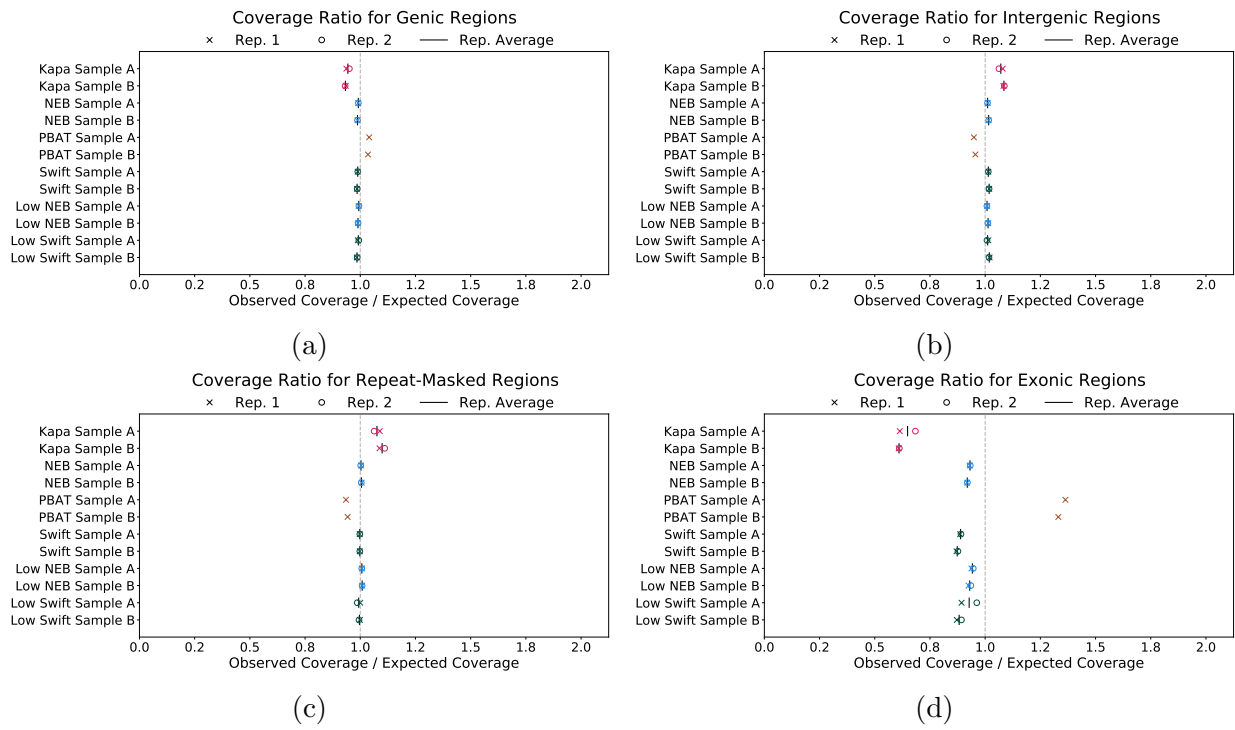 Coverage Ratio for Genic Regions
Rep. 1 Rep. 2 Rep. Average
Kapa Sample A
Kapa Sample B
NEB Sample A
NEB Sample B
PBAT Sample A
PBAT Sample B
Swift Sample A
Swift Sample B
Low NEB Sample A
Low NEB Sample B
Low Swift Sample A
Low Swift Sample B
0.0 0.2 0.5 0.8 1.0 1.2 1.5 1.8 2.0
Observed Coverage / Expected Coverage
(a)
Coverage Ratio for Intergenic Regions
Rep. 1 Rep. 2 Rep. Average
Kapa Sample A
Kapa Sample B
NEB Sample A
NEB Sample B
PBAT Sample A
PBAT Sample B
Swift Sample A
Swift Sample B
Low NEB Sample A
Low NEB Sample B
Low Swift Sample A
Low Swift Sample B
0.0 0.2 0.5 0.8 1.0 1.2 1.5 1.8 2.0
Observed Coverage / Expected Coverage
(b)
Coverage Ratio for Repeat-Masked Regions
Rep. 1 Rep. 2 Rep. Average
Kapa Sample A
Kapa Sample B
NEB Sample A
NEB Sample B
PBAT Sample A
PBAT Sample B
Swift Sample A
Swift Sample B
Low NEB Sample A
Low NEB Sample B
Low Swift Sample A
Low Swift Sample B
0.0 0.2 0.5 0.8 1.0 1.2 1.5 1.8 2.0
Observed Coverage / Expected Coverage
(c)
Coverage Ratio for Exonic Regions
Rep. 1 Rep. 2 Rep. Average
Kapa Sample A
Kapa Sample B
NEB Sample A
NEB Sample B
PBAT Sample A
PBAT Sample B
Swift Sample A
Swift Sample B
Low NEB Sample A
Low NEB Sample B
Low Swift Sample A
Low Swift Sample B
0.0 0.2 0.5 0.8 1.0 1.2 1.5 1.8 2.0
Observed Coverage / Expected Coverage
(d)